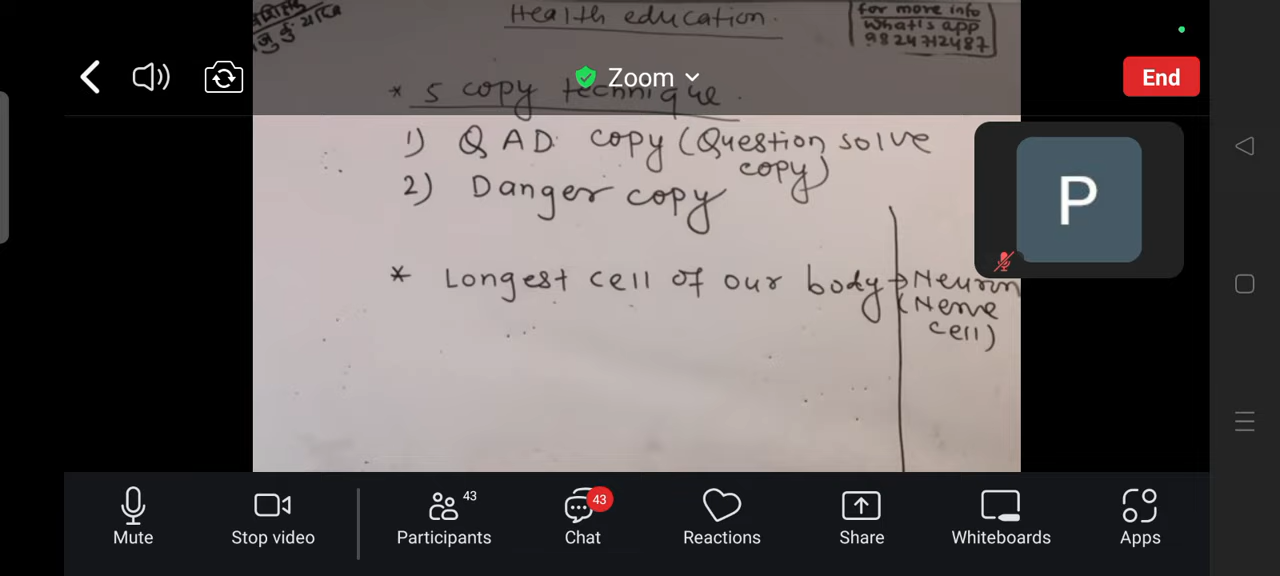 Health education.
for more info
what's app
9824712487
Zoom
End
* 5 copy technique.
1) QAD. copy (Question solve
copy)
2) Danger copy
P
* Longest cell of our body → Neuron
(Nerve
cell)
Mute
Stop video
Participants 43
Chat 43
Reactions
Share
Whiteboards
Apps